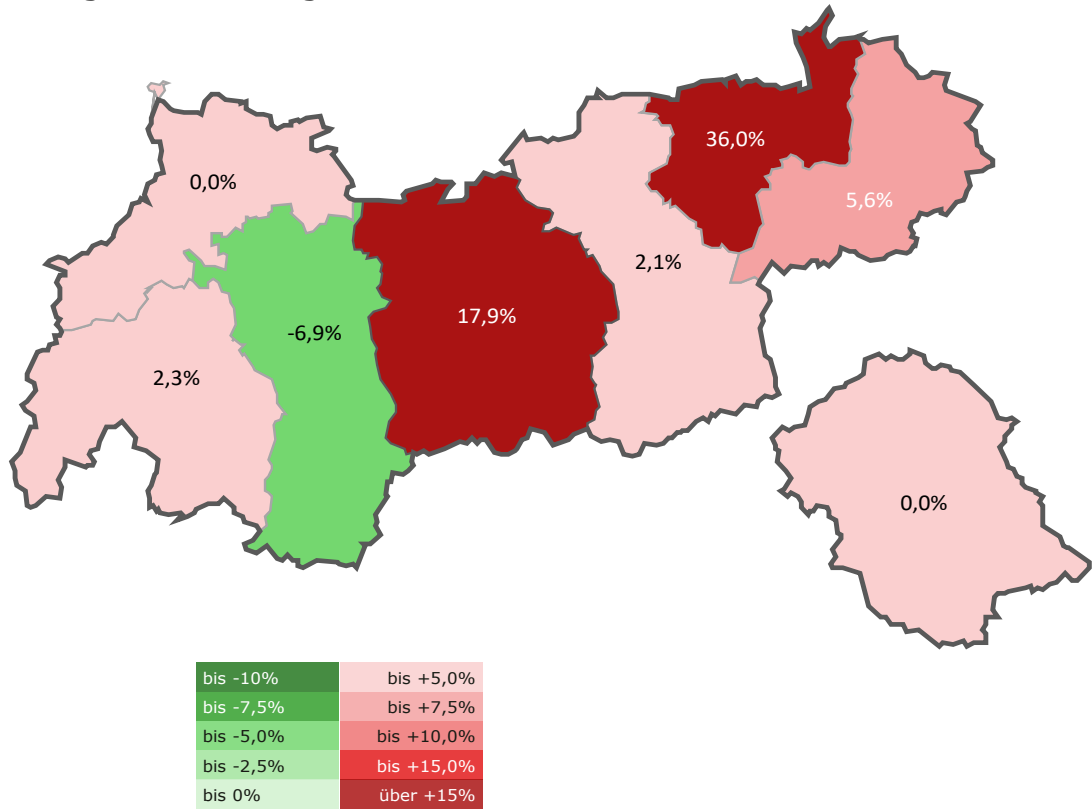 36,0%
0,0%
5,6%
2,1%
17,9%
-6,9%
2,3%
0,0%
bis -10% bis +5,0%
bis -7,5% bis +7,5%
bis -5,0% bis +10,0%
bis -2,5% bis +15,0%
bis 0% über +15%